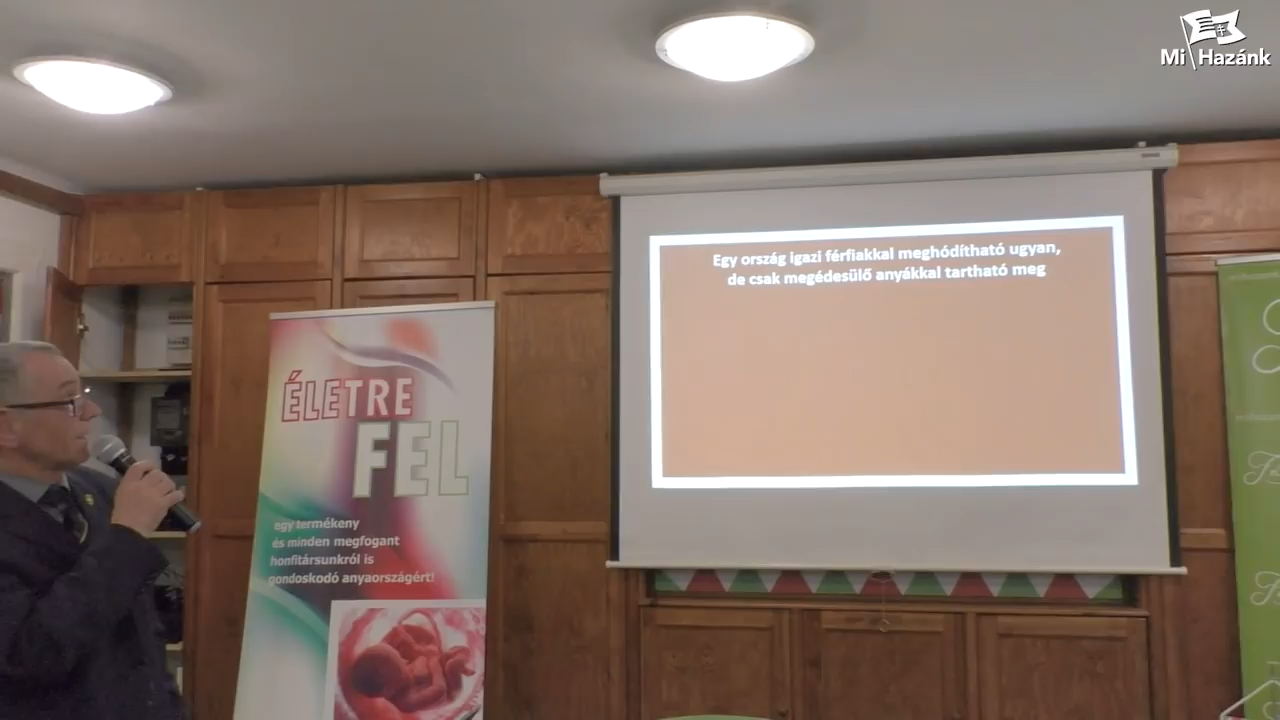 Mi Hazánk
Egy ország igazi férfiakkal meghódítható ugyan,
de csak megédesülő anyákkal tartható meg
ÉLETRE
FEL
egy termékeny
és minden megfogant
honfitársunkról is
gondoskodó anyaországért!